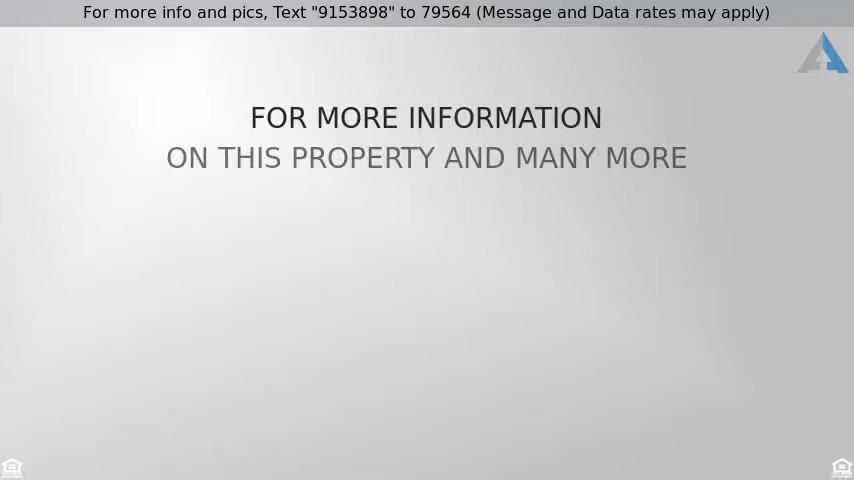 For more info and pics, Text "9153898" to 79564 (Message and Data rates may apply)
FOR MORE INFORMATION
ON THIS PROPERTY AND MANY MORE